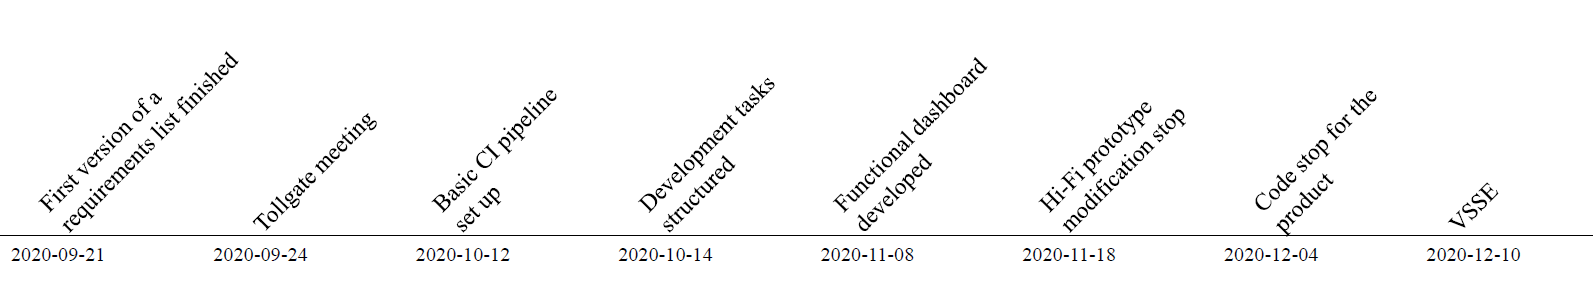 First version of a
requirements list finished
Tollgate meeting
Basic CI pipeline
set up
Development tasks
structured
Functional dashboard
developed
Hi-Fi prototype
modification stop
Code stop for the
product
VSSE
2020-09-21
2020-09-24
2020-10-12
2020-10-14
2020-11-08
2020-11-18
2020-12-04
2020-12-10